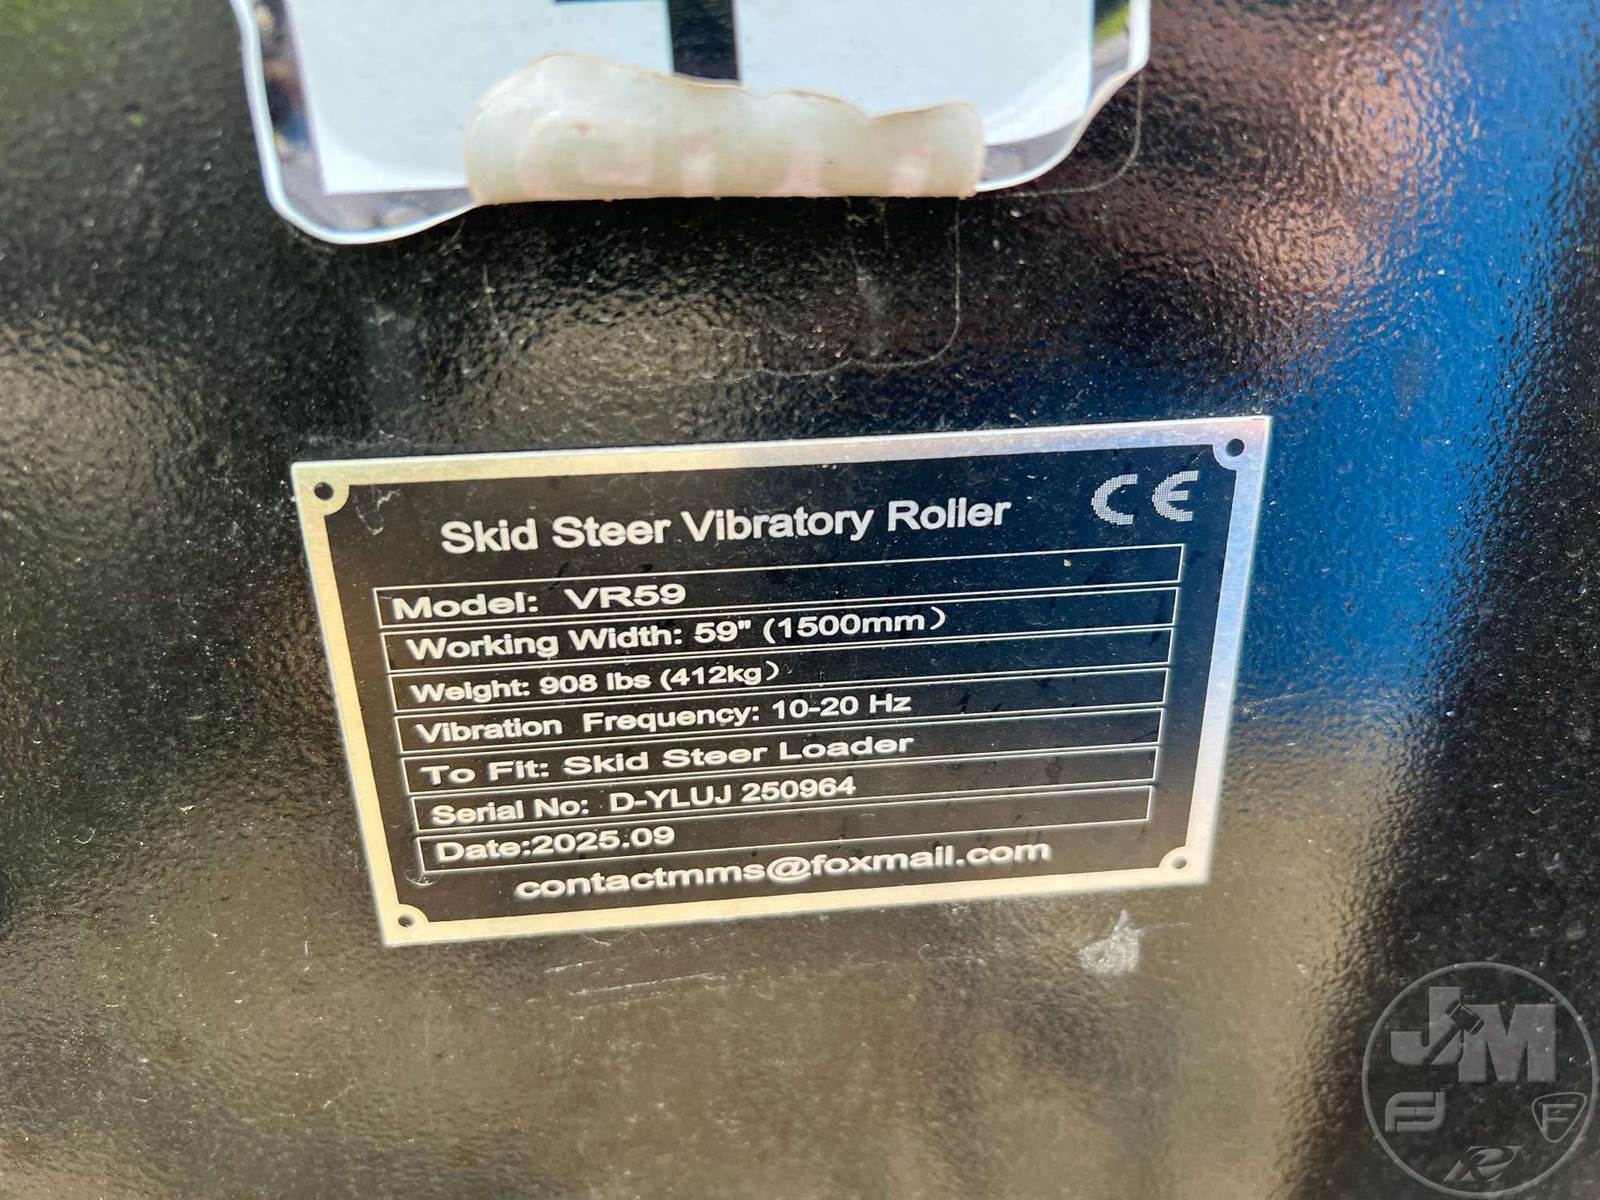 Skid Steer Vibratory Roller CE
Model: VR59
Working Width: 59" (1500mm)
Weight: 908 lbs (412kg)
Vibration Frequency: 10-20 Hz
To Fit: Skid Steer Loader
Serial No: D-YLUJ 250964
Date:2025.09
contactmms@foxmail.com
JM
F